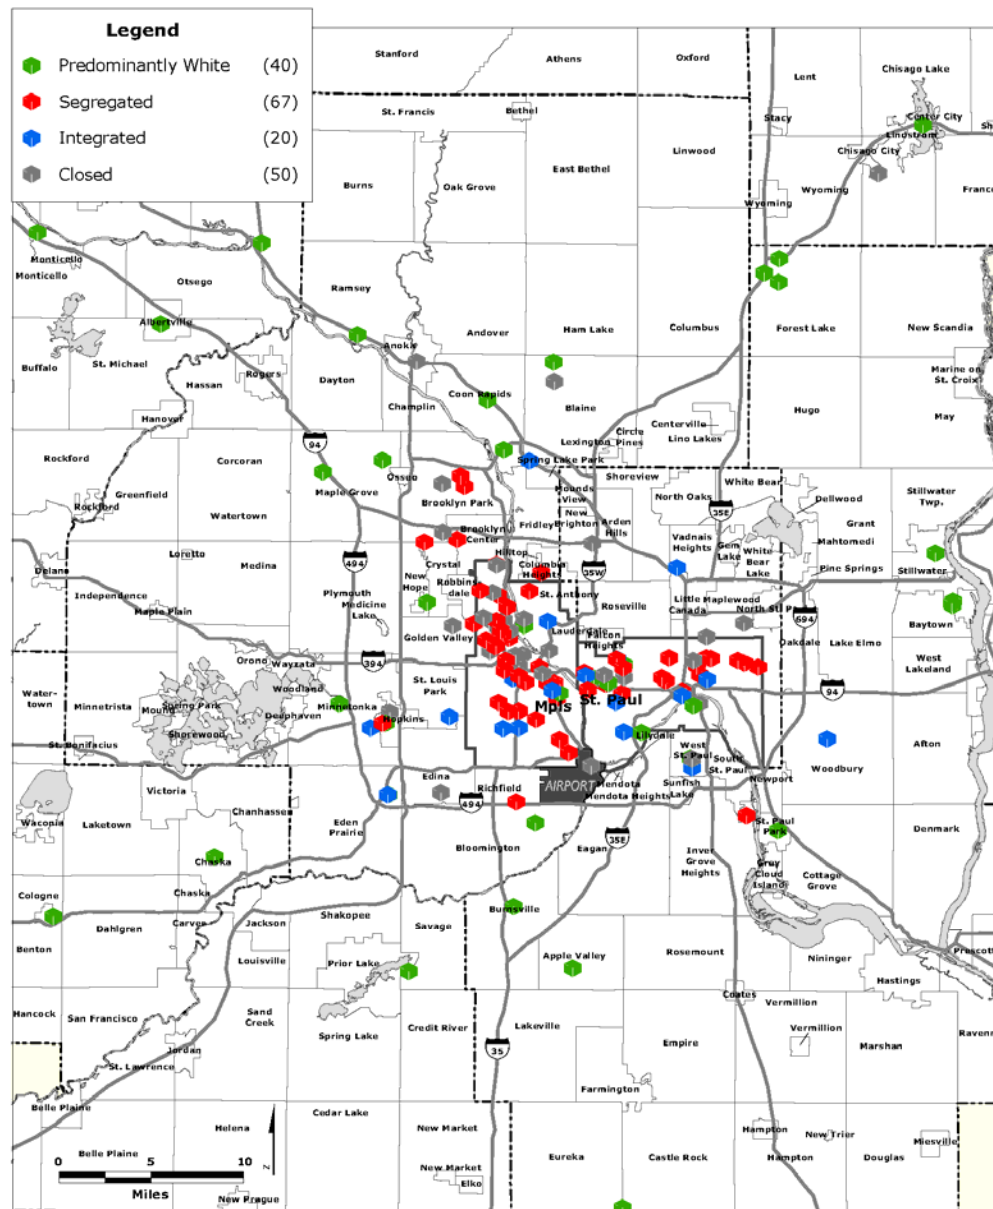 Legend
Predominantly White (40)
Segregated (67)
Integrated (20)
Closed (50)
Stanford
Athens
Oxford
Lent
Chisago Lake
St. Francis
Bethel
Stacy
Center City
Lindstrom
Linwood
Chisago City
East Bethel
Burns
Oak Grove
Wyoming
Wyoming
Monticello
Monticello
Otsego
Ramsey
Albertville
Andover
Ham Lake
Columbus
Forest Lake
New Scandia
Anoka
Buffalo
St. Michael
Hassan
Rogers
Dayton
Marine on
St. Croix
Coon Rapids
Champlin
Blaine
Hugo
May
Hanover
Centerville
Circle
Pines
Lexington
Lino Lakes
94
Rockford
Corcoran
Spring Lake Park
Shoreview
Osseo
Maple Grove
Mounds
View
North Oaks
White Bear
Dellwood
Stillwater
Twp.
Greenfield
Rockford
Brooklyn Park
New
Brighton
35E
Watertown
Fridley
Arden
Hills
Grant
Brooklyn
Center
Vadnais
Heights
Gem
Lake
White
Bear
Lake
Mahtomedi
Loretto
Medina
Hilltop
Delano
494
Crystal
Columbia
Heights
35W
Pine Springs
Stillwater
New
Hope
Robbins
dale
Independence
Plymouth
St. Anthony
Little Canada
Maplewood
Medicine
Lake
Roseville
North St. P
Baytown
Maple Plain
694
Golden Valley
Lauderdale
Falcon
Heights
Oakdale
Lake Elmo
Orono
Wayzata
394
West
Lakeland
St. Louis
Park
Woodland
94
Water-
town
Minnetrista
Mound
Spring Park
Deephaven
Minnetonka
Hopkins
Mpls
St. Paul
Shorewood
Lilydale
Afton
St. Bonifacius
West
St. Paul
South
St. Paul
Woodbury
Edina
AIRPORT
Mendota
Mendota Heights
Sunfish
Lake
Newport
Victoria
Richfield
Chanhassen
494
Waconia
Laketown
Eden
Prairie
St. Paul
Park
Denmark
Bloomington
Eagan
35E
Inver
Grove
Heights
Chaska
Grey
Cloud
Island
Cottage
Grove
Cologne
Chaska
Burnsville
Shakopee
Dahlgren
Carver
Jackson
Savage
Benton
Louisville
Prior Lake
Apple Valley
Rosemount
Nininger
Prescott
Hastings
Coates
Vermillion
Hancock
San Francisco
Sand
Creek
Credit River
Lakeville
Spring Lake
Vermillion
Ravenn
Jordan
35
Empire
Marshan
St. Lawrence
Farmington
Belle Plaine
Cedar Lake
Helena
New Market
Hampton
New Trier
Miesville
Belle Plaine
Eureka
Castle Rock
Hampton
Douglas
0 5 10
Miles
z
New Market
Elko
New Prague